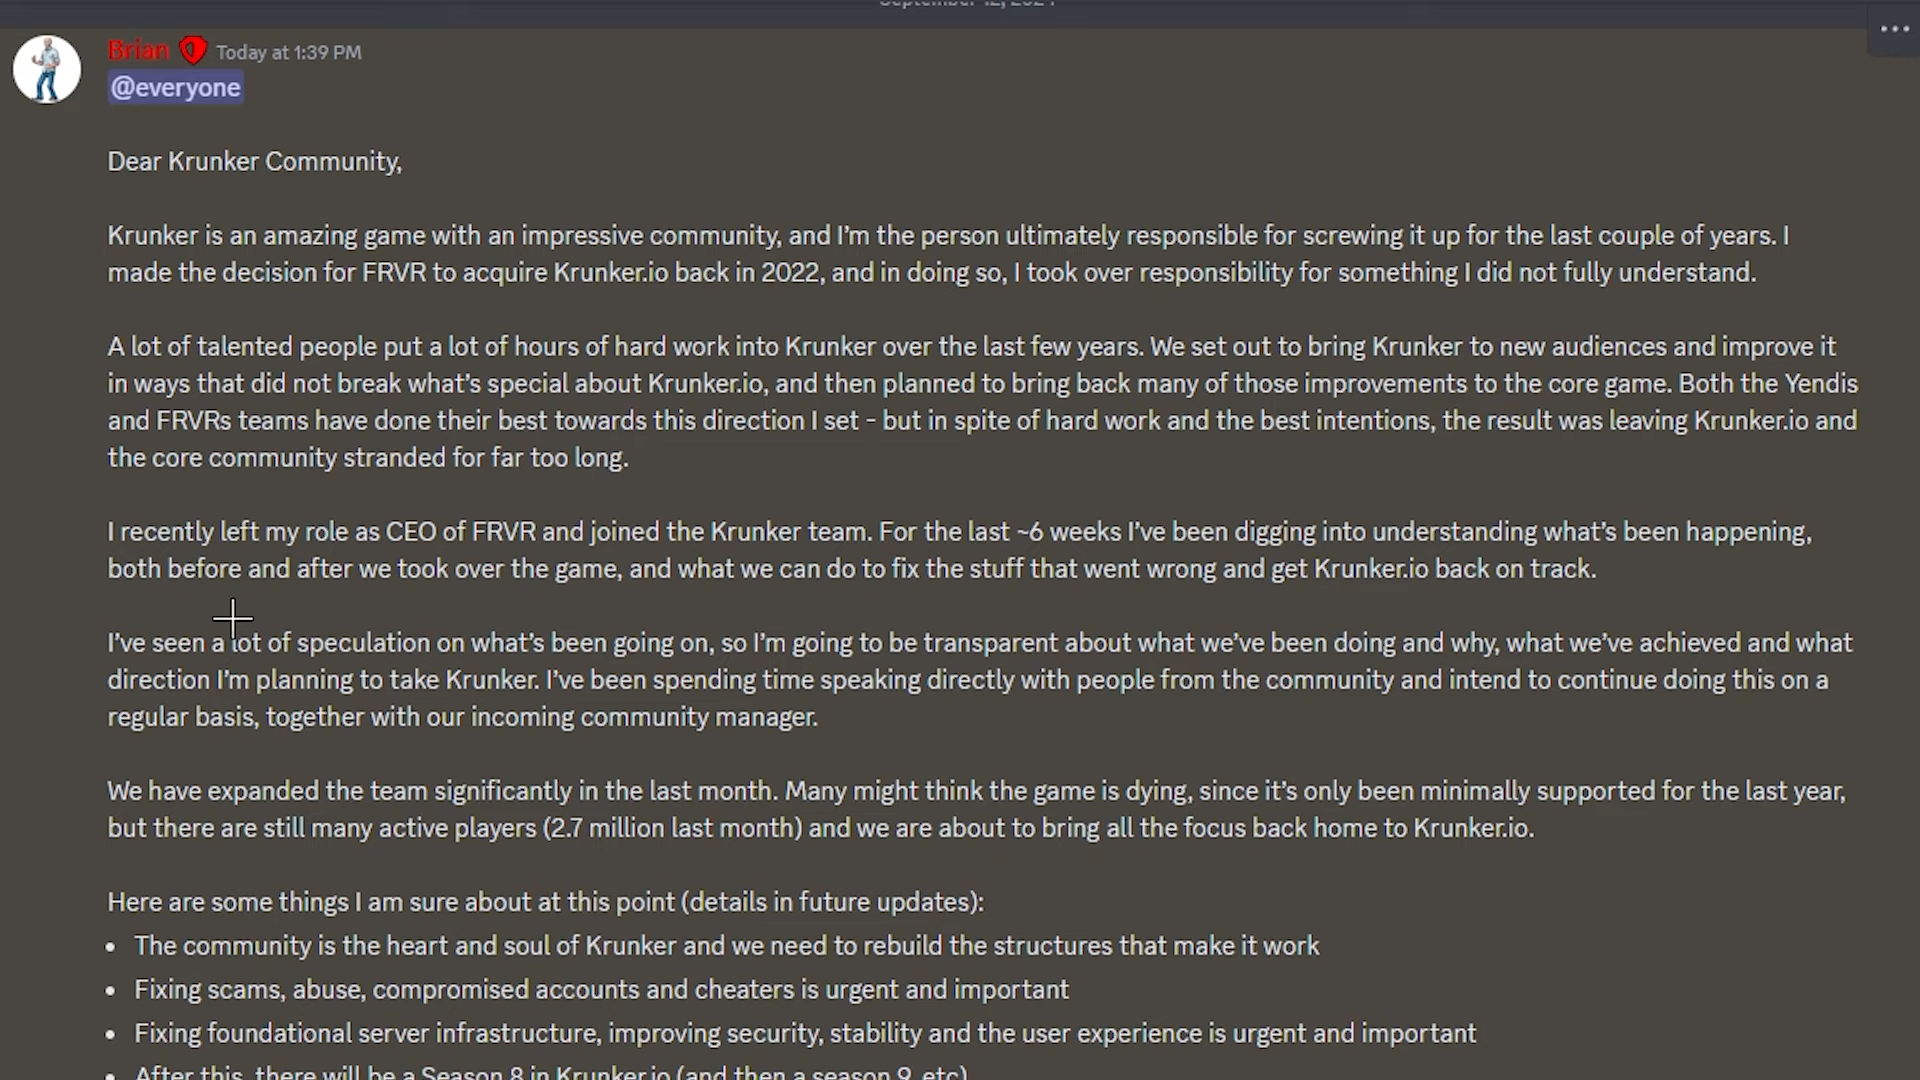 September 12, 2024
Brian Today at 1:39 PM
@everyone
Dear Krunker Community,
Krunker is an amazing game with an impressive community, and I'm the person ultimately responsible for screwing it up for the last couple of years. I
made the decision for FRVR to acquire Krunker.io back in 2022, and in doing so, I took over responsibility for something I did not fully understand.
A lot of talented people put a lot of hours of hard work into Krunker over the last few years. We set out to bring Krunker to new audiences and improve it
in ways that did not break what's special about Krunker.io, and then planned to bring back many of those improvements to the core game. Both the Yendis
and FRVRs teams have done their best towards this direction I set - but in spite of hard work and the best intentions, the result was leaving Krunker.io and
the core community stranded for far too long.
I recently left my role as CEO of FRVR and joined the Krunker team. For the last ~6 weeks I've been digging into understanding what's been happening,
both before and after we took over the game, and what we can do to fix the stuff that went wrong and get Krunker.io back on track.
I've seen a lot of speculation on what's been going on, so I'm going to be transparent about what we've been doing and why, what we've achieved and what
direction I'm planning to take Krunker. I've been spending time speaking directly with people from the community and intend to continue doing this on a
regular basis, together with our incoming community manager.
We have expanded the team significantly in the last month. Many might think the game is dying, since it's only been minimally supported for the last year,
but there are still many active players (2.7 million last month) and we are about to bring all the focus back home to Krunker.io.
Here are some things I am sure about at this point (details in future updates):
• The community is the heart and soul of Krunker and we need to rebuild the structures that make it work
• Fixing scams, abuse, compromised accounts and cheaters is urgent and important
• Fixing foundational server infrastructure, improving security, stability and the user experience is urgent and important
• After this, there will be a Season 8 in Krunker.io (and then a season 9, etc)